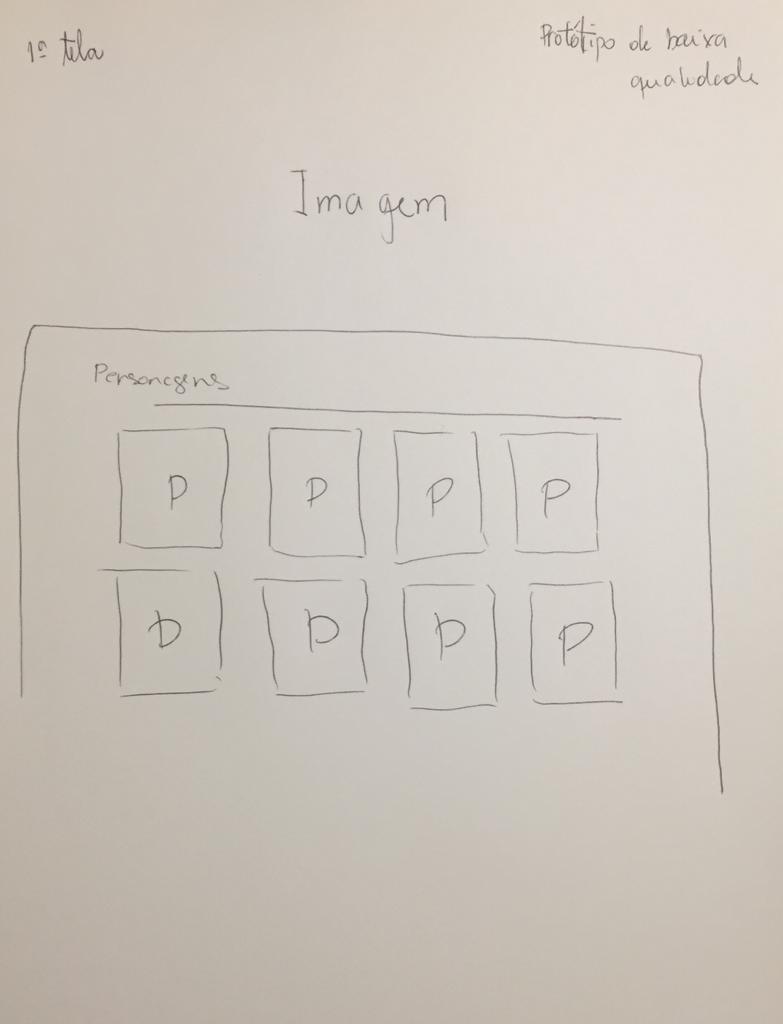 1ª tela
Protótipo de baixa
qualidade
Imagem
Personagens
P P P P
P P P P